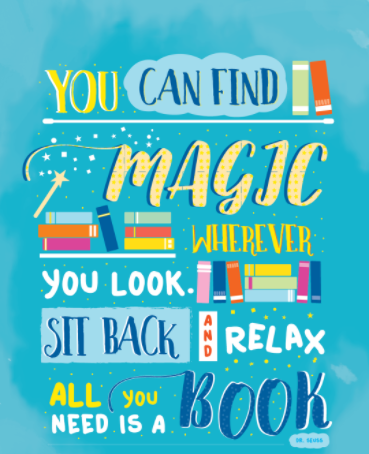 YOU CAN FIND
MAGIC
WHEREVER
YOU LOOK.
SIT BACK AND RELAX
ALL YOU
NEED IS A BOOK
DR. SEUSS